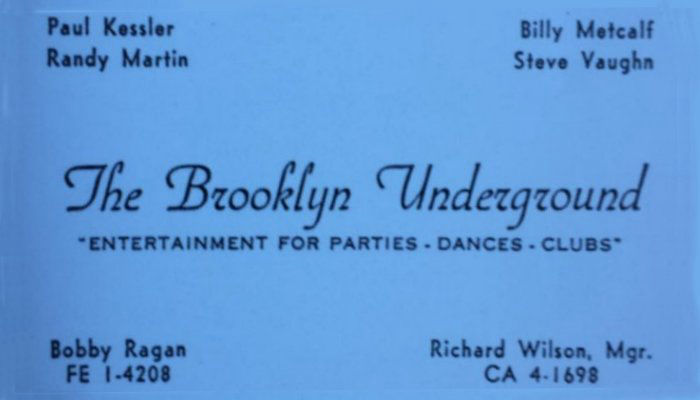 Paul Kessler
Randy Martin
Billy Metcalf
Steve Vaughn
The Brooklyn Underground
"ENTERTAINMENT FOR PARTIES - DANCES - CLUBS"
Bobby Ragan
FE 1-4208
Richard Wilson, Mgr.
CA 4-1698